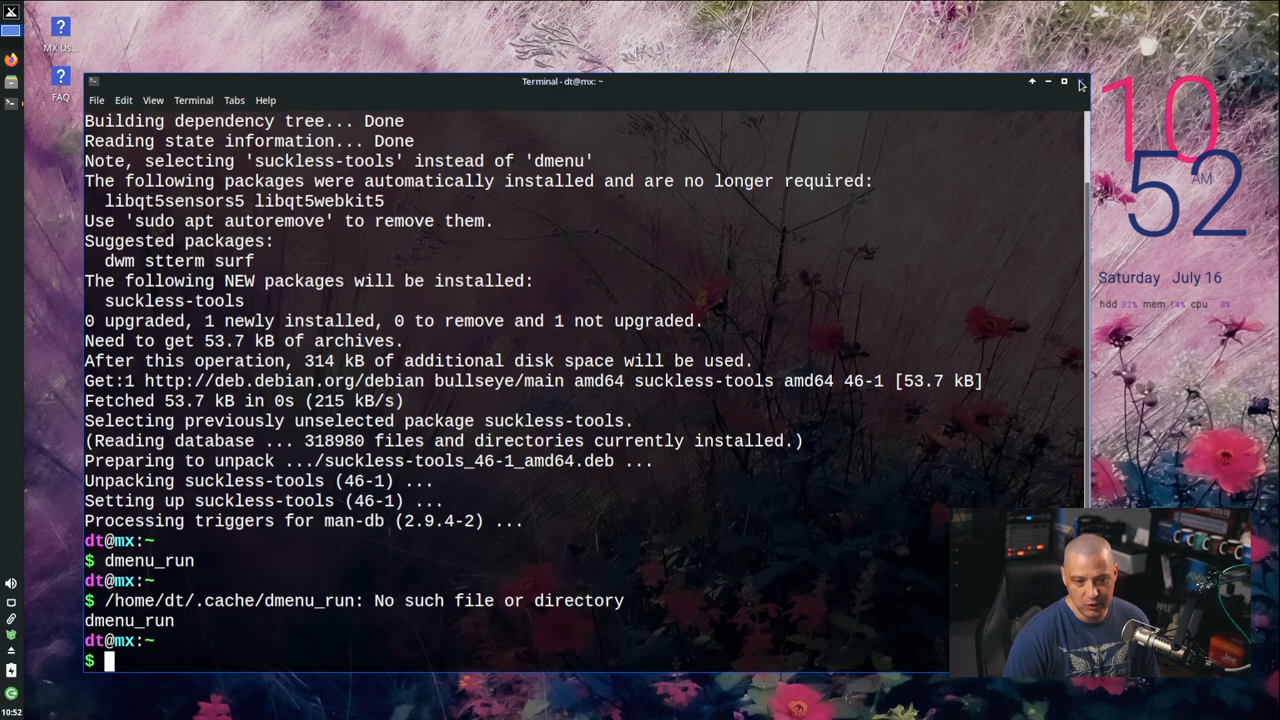 MX Us...
FAQ
Terminal - dt@mx: ~
File Edit View Terminal Tabs Help
Building dependency tree... Done
Reading state information... Done
Note, selecting 'suckless-tools' instead of 'dmenu'
The following packages were automatically installed and are no longer required:
libqt5sensors5 libqt5webkit5
Use 'sudo apt autoremove' to remove them.
Suggested packages:
dwm stterm surf
The following NEW packages will be installed:
suckless-tools
0 upgraded, 1 newly installed, 0 to remove and 1 not upgraded.
Need to get 53.7 kB of archives.
After this operation, 314 kB of additional disk space will be used.
Get:1 http://deb.debian.org/debian bullseye/main amd64 suckless-tools amd64 46-1 [53.7 kB]
Fetched 53.7 kB in 0s (215 kB/s)
Selecting previously unselected package suckless-tools.
(Reading database ... 318980 files and directories currently installed.)
Preparing to unpack .../suckless-tools_46-1_amd64.deb ...
Unpacking suckless-tools (46-1) ...
Setting up suckless-tools (46-1) ...
Processing triggers for man-db (2.9.4-2) ...
dt@mx:~
$ dmenu_run
dt@mx:~
$ /home/dt/.cache/dmenu_run: No such file or directory
dmenu_run
dt@mx:~
$
10
52
AM
Saturday July 16
hdd 32% mem 14% cpu 0%
10:52